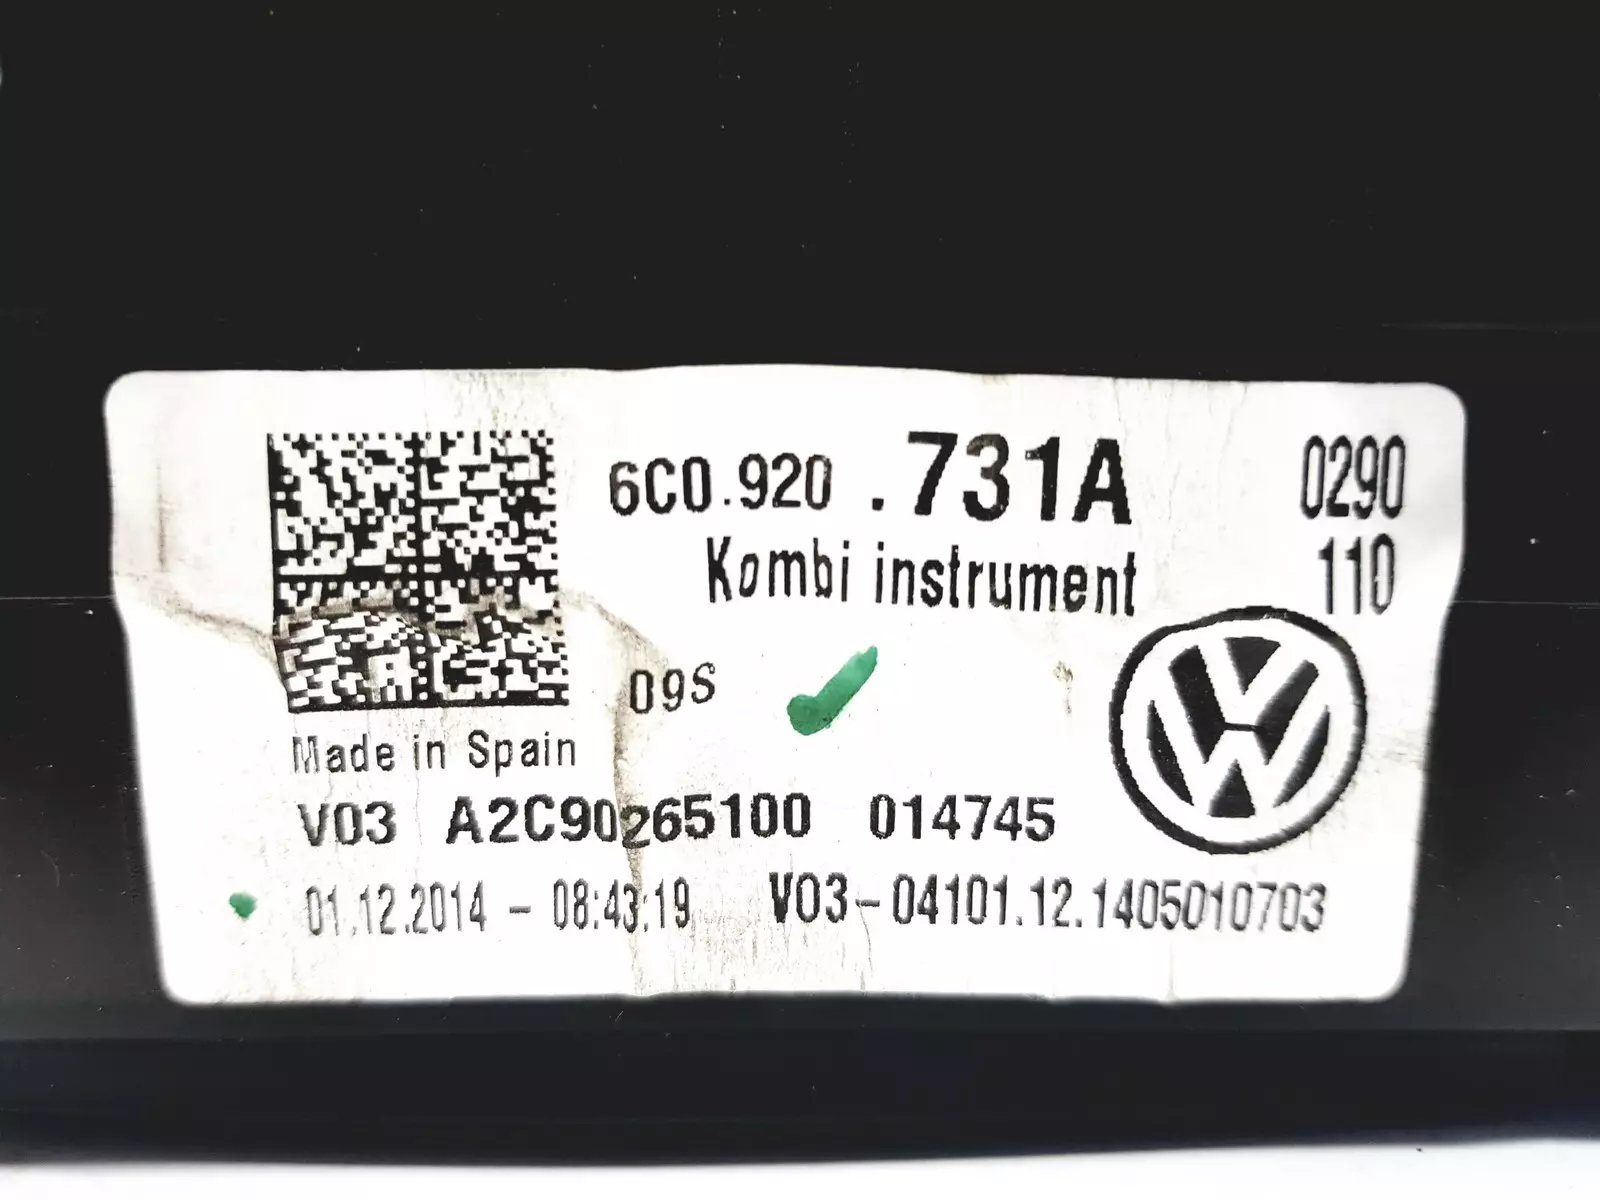 6C0.920.731A 0290
Kombi instrument 110
09S
Made in Spain
V03 A2C90265100 014745
01.12.2014 - 08:43:19 V03-04101.12.1405010703